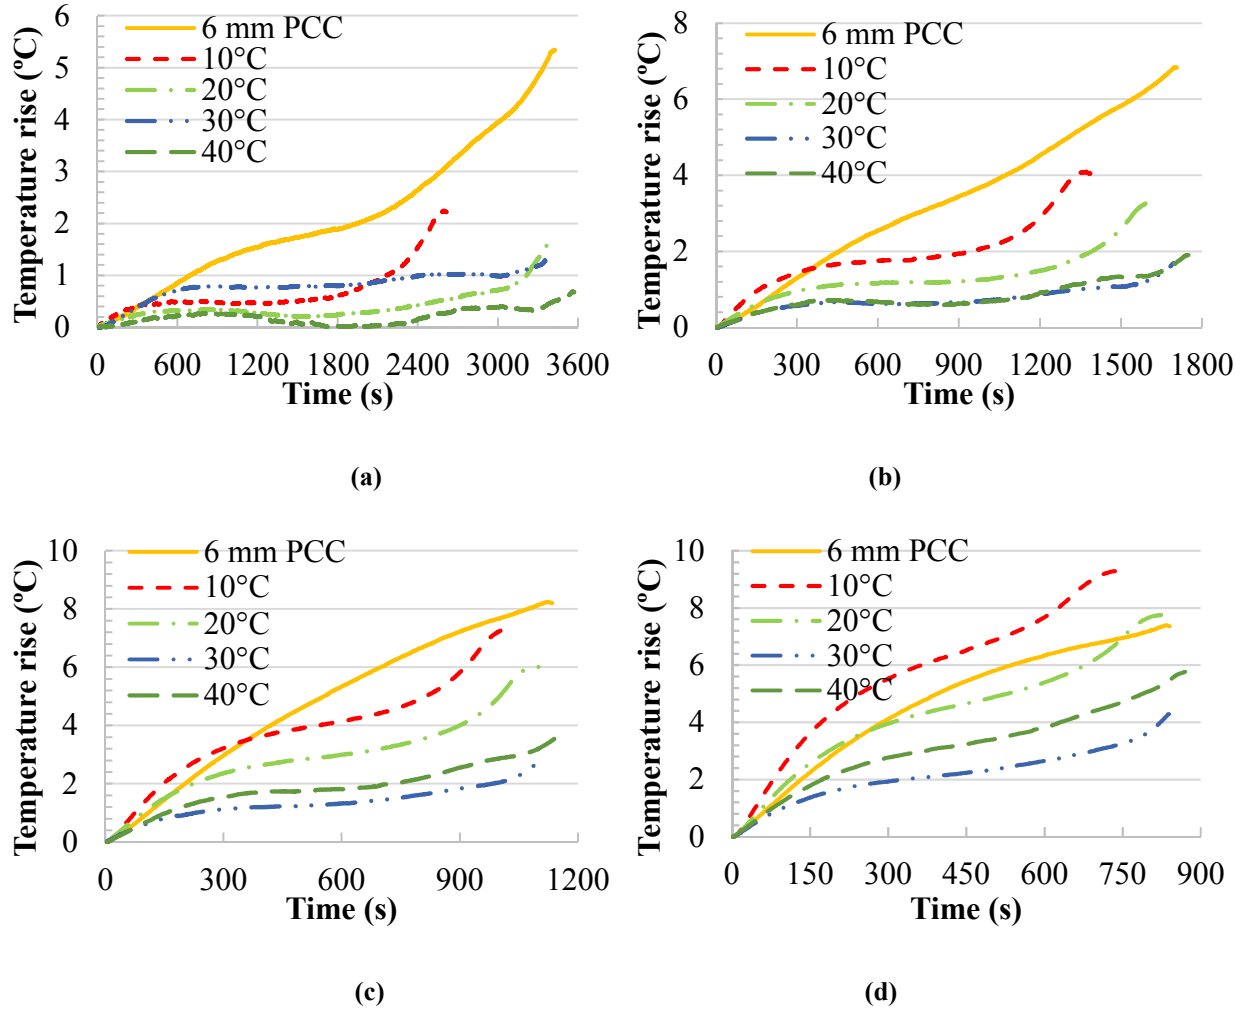 6
5
4
3
2
1
0
Temperature rise (ºC)
6 mm PCC
10°C
20°C
30°C
40°C
0 600 1200 1800 2400 3000 3600
Time (s)
(a)
8
6
4
2
0
Temperature rise (ºC)
6 mm PCC
10°C
20°C
30°C
40°C
0 300 600 900 1200 1500 1800
Time (s)
(b)
10
8
6
4
2
0
Temperature rise (ºC)
6 mm PCC
10°C
20°C
30°C
40°C
0 300 600 900 1200
Time (s)
(c)
10
8
6
4
2
0
Temperature rise (ºC)
6 mm PCC
10°C
20°C
30°C
40°C
0 150 300 450 600 750 900
Time (s)
(d)